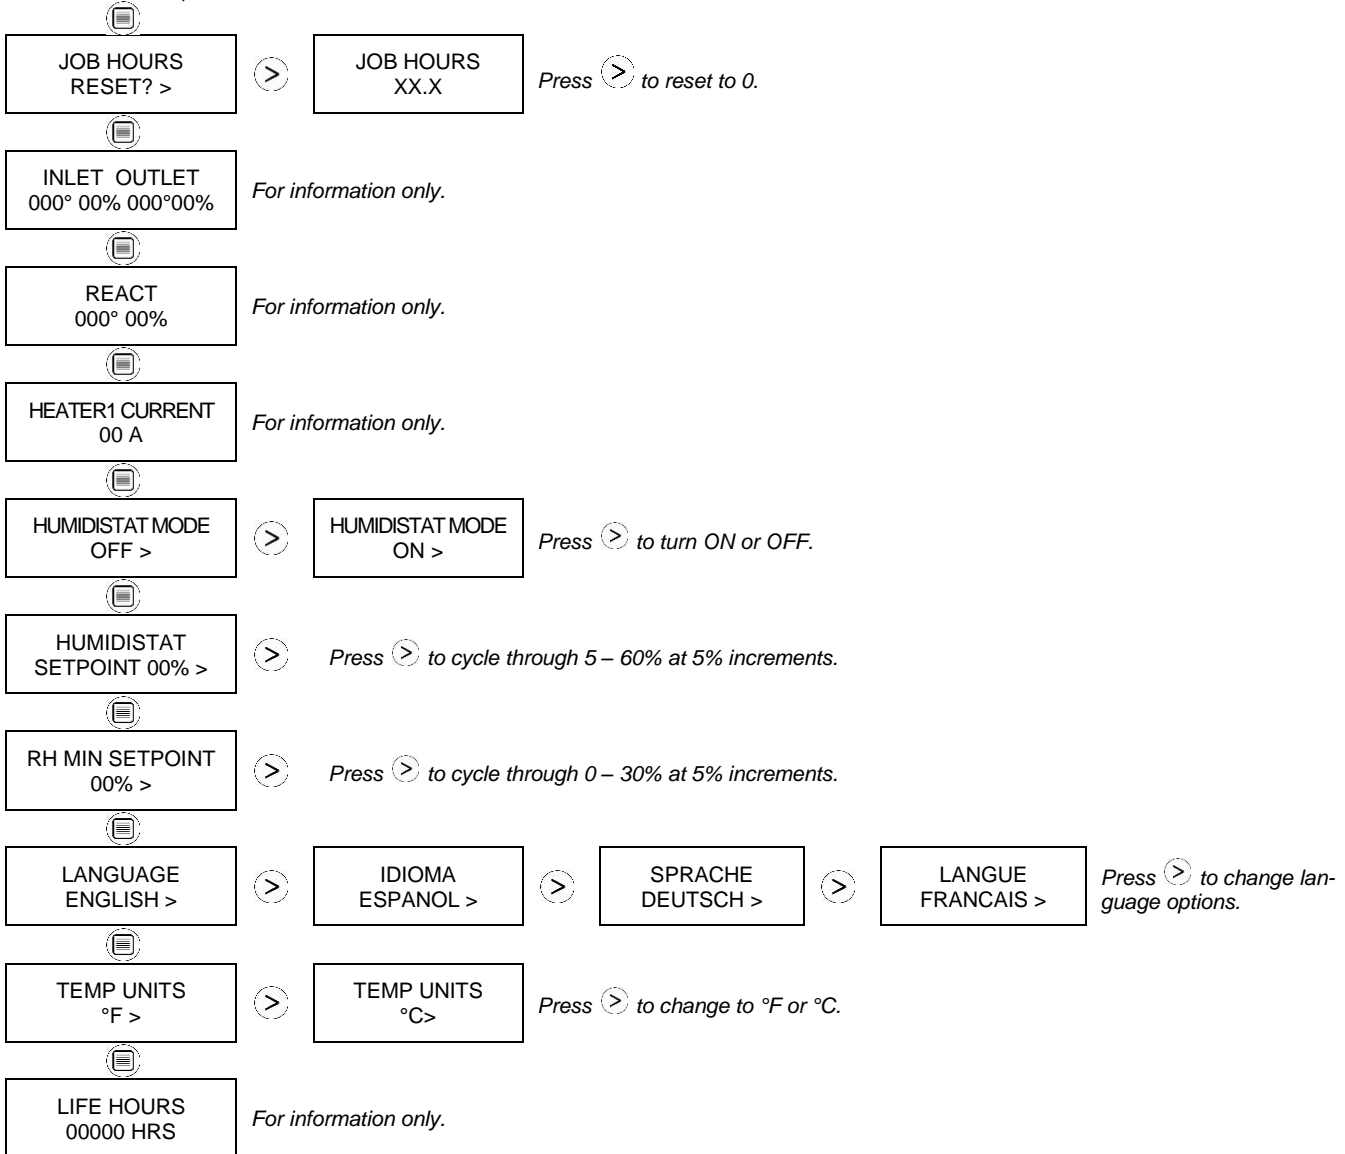 JOB HOURS
RESET? >
>
JOB HOURS
XX.X
Press > to reset to 0.
INLET OUTLET
000° 00% 000°00%
For information only.
REACT
000° 00%
For information only.
HEATER1 CURRENT
00 A
For information only.
HUMIDISTAT MODE
OFF >
>
HUMIDISTAT MODE
ON >
Press > to turn ON or OFF.
HUMIDISTAT
SETPOINT 00% >
>
Press > to cycle through 5 – 60% at 5% increments.
RH MIN SETPOINT
00% >
>
Press > to cycle through 0 – 30% at 5% increments.
LANGUAGE
ENGLISH >
>
IDIOMA
ESPANOL >
>
SPRACHE
DEUTSCH >
>
LANGUE
FRANCAIS >
Press > to change lan-
guage options.
TEMP UNITS
°F >
>
TEMP UNITS
°C>
Press > to change to °F or °C.
LIFE HOURS
00000 HRS
For information only.